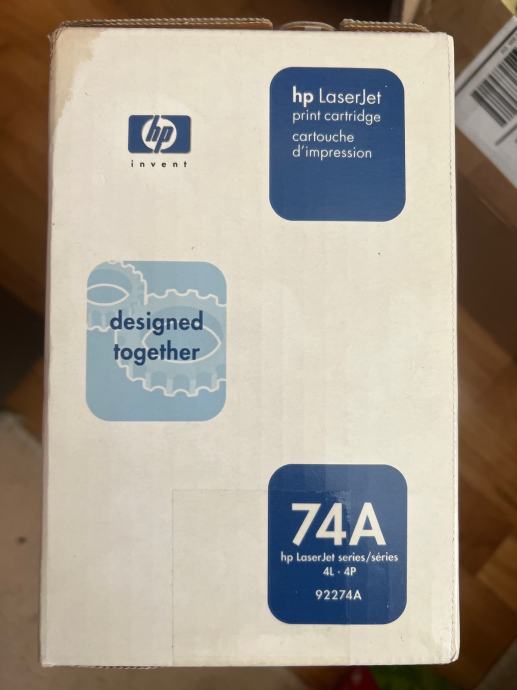 hp
invent
hp LaserJet
print cartridge
cartouche
d'impression
designed
together
74A
hp LaserJet series/séries
4L · 4P
92274A